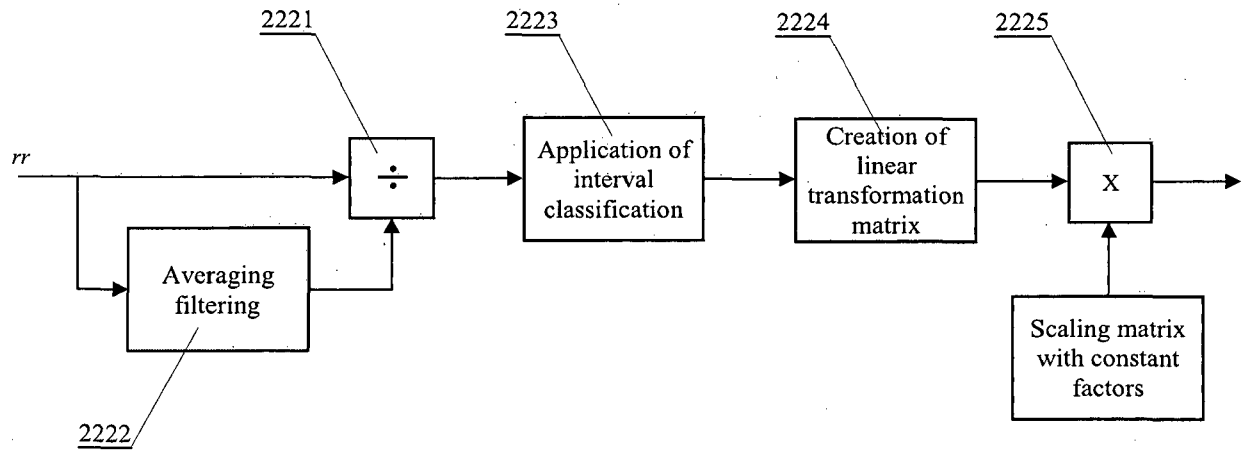 2221
2223
2224
2225
rr
÷
Application of
interval
classification
Creation of
linear
transformation
matrix
X
Averaging
filtering
Scaling matrix
with constant
factors
2222